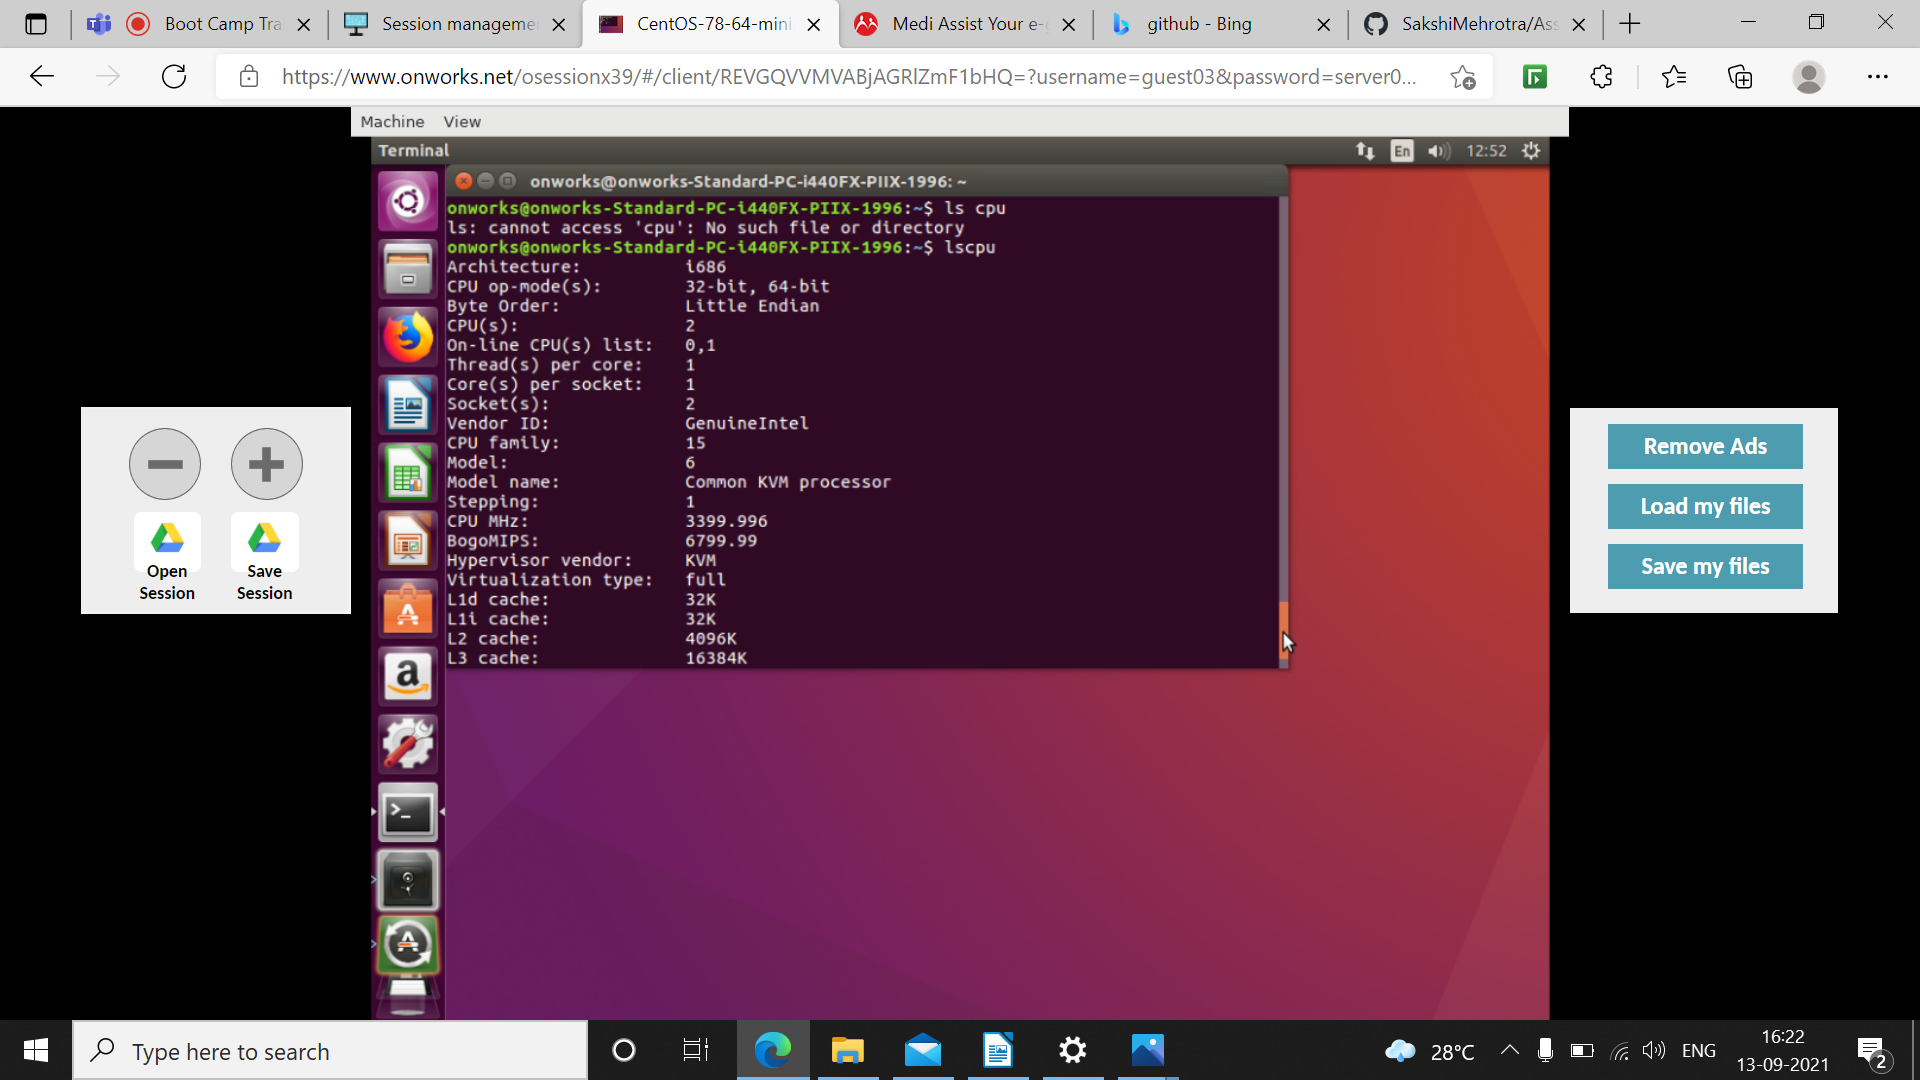 Boot Camp Tra
Session manageme
CentOS-78-64-mini
Medi Assist Your e-
github - Bing
SakshiMehrotra/Ass
https://www.onworks.net/osessionx39/#/client/REVGQVVMVABjAGRlZmF1bHQ=?username=guest03&password=server0...
Machine View
Terminal
En
12:52
onworks@onworks-Standard-PC-i440FX-PIIX-1996: ~
onworks@onworks-Standard-PC-i440FX-PIIX-1996:~$ ls cpu
ls: cannot access 'cpu': No such file or directory
onworks@onworks-Standard-PC-i440FX-PIIX-1996:~$ lscpu
Architecture: i686
CPU op-mode(s): 32-bit, 64-bit
Byte Order: Little Endian
CPU(s): 2
On-line CPU(s) list: 0,1
Thread(s) per core: 1
Core(s) per socket: 1
Socket(s): 2
Vendor ID: GenuineIntel
CPU family: 15
Model: 6
Model name: Common KVM processor
Stepping: 1
CPU MHz: 3399.996
BogoMIPS: 6799.99
Hypervisor vendor: KVM
Virtualization type: full
L1d cache: 32K
L1i cache: 32K
L2 cache: 4096K
L3 cache: 16384K
Open
Session
Save
Session
Remove Ads
Load my files
Save my files
Type here to search
28°C
ENG
16:22
13-09-2021
2